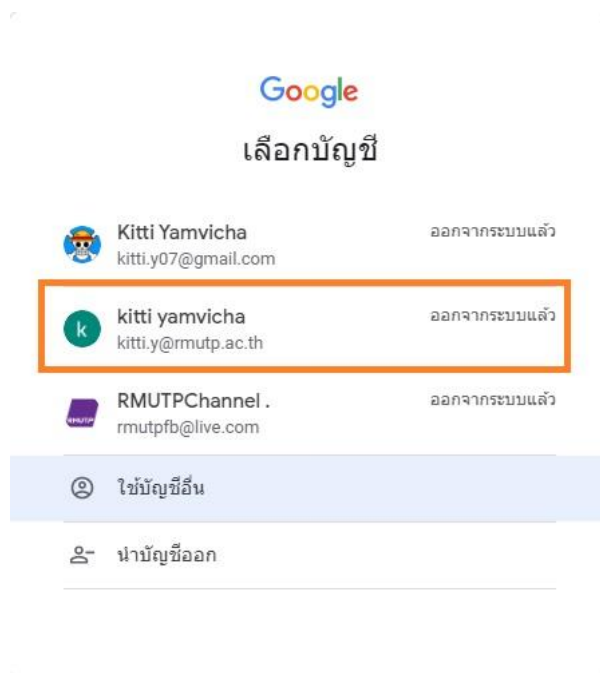 Google
เลือกบัญชี
Kitti Yamvicha
ออกจากระบบแล้ว
kitti.y07@gmail.com
k
kitti yamvicha
ออกจากระบบแล้ว
kitti.y@rmutp.ac.th
RMUTP
RMUTPChannel .
ออกจากระบบแล้ว
rmutpfb@live.com
ใช้บัญชีอื่น
นำบัญชีออก